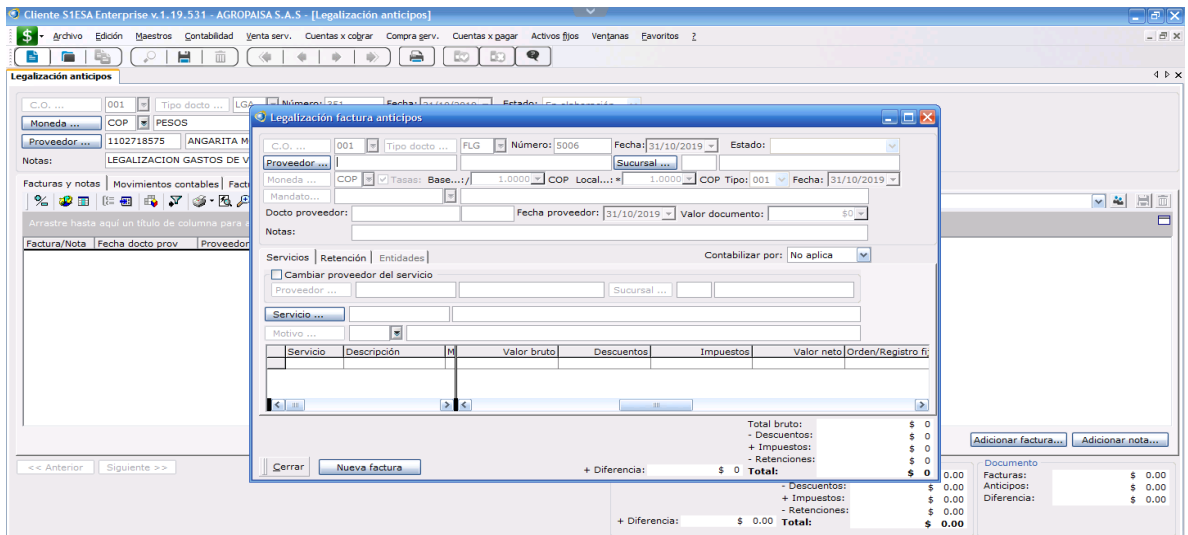 Cliente S1ESA Enterprise v.1.19.531 - AGROPAISA S.A.S - [Legalización anticipos]
$ Archivo Edición Maestros Contabilidad Venta serv. Cuentas x cobrar Compra serv. Cuentas x pagar Activos fijos Ventanas Favoritos ?
Legalización anticipos
C.O. ... 001 Tipo docto ... LGA Número: 351 Fecha: 31/10/2019 Estado: En elaboración
Moneda ... COP PESOS
Proveedor ... 1102718575 ANGARITA M
Notas: LEGALIZACION GASTOS DE V
Facturas y notas Movimientos contables Fact
Arrastre hasta aquí un título de columna para a
Factura/Nota Fecha docto prov Proveedor
Legalización factura anticipos
C.O. ... 001 Tipo docto ... FLG Número: 5006 Fecha: 31/10/2019 Estado:
Proveedor ... Sucursal ...
Moneda ... COP Tasas: Base...:/ 1.0000 COP Local...: * 1.0000 COP Tipo: 001 Fecha: 31/10/2019
Mandato...
Docto proveedor: Fecha proveedor: 31/10/2019 Valor documento: $0
Notas:
Servicios Retención Entidades Contabilizar por: No aplica
Cambiar proveedor del servicio
Proveedor ... Sucursal ...
Servicio ...
Motivo ...
Servicio Descripción M Valor bruto Descuentos Impuestos Valor neto Orden/Registro fi
Total bruto: $ 0
- Descuentos: $ 0
+ Impuestos: $ 0
- Retenciones: $ 0
+ Diferencia: $ 0 Total: $ 0
Cerrar Nueva factura
Adicionar factura... Adicionar nota...
<< Anterior Siguiente >>
Documento
0.00 Facturas: $ 0.00
- Descuentos: $ 0.00 Anticipos: $ 0.00
+ Impuestos: $ 0.00 Diferencia: $ 0.00
- Retenciones: $ 0.00
+ Diferencia: $ 0.00 Total: $ 0.00